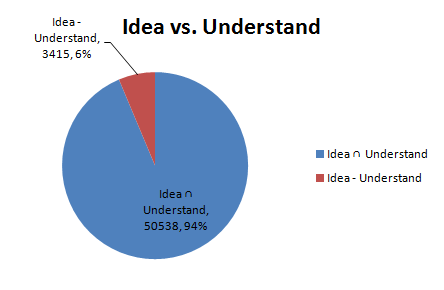 Idea vs. Understand
Idea -
Understand,
3415, 6%
Idea ∩
Understand,
50538, 94%
Idea ∩ Understand
Idea - Understand